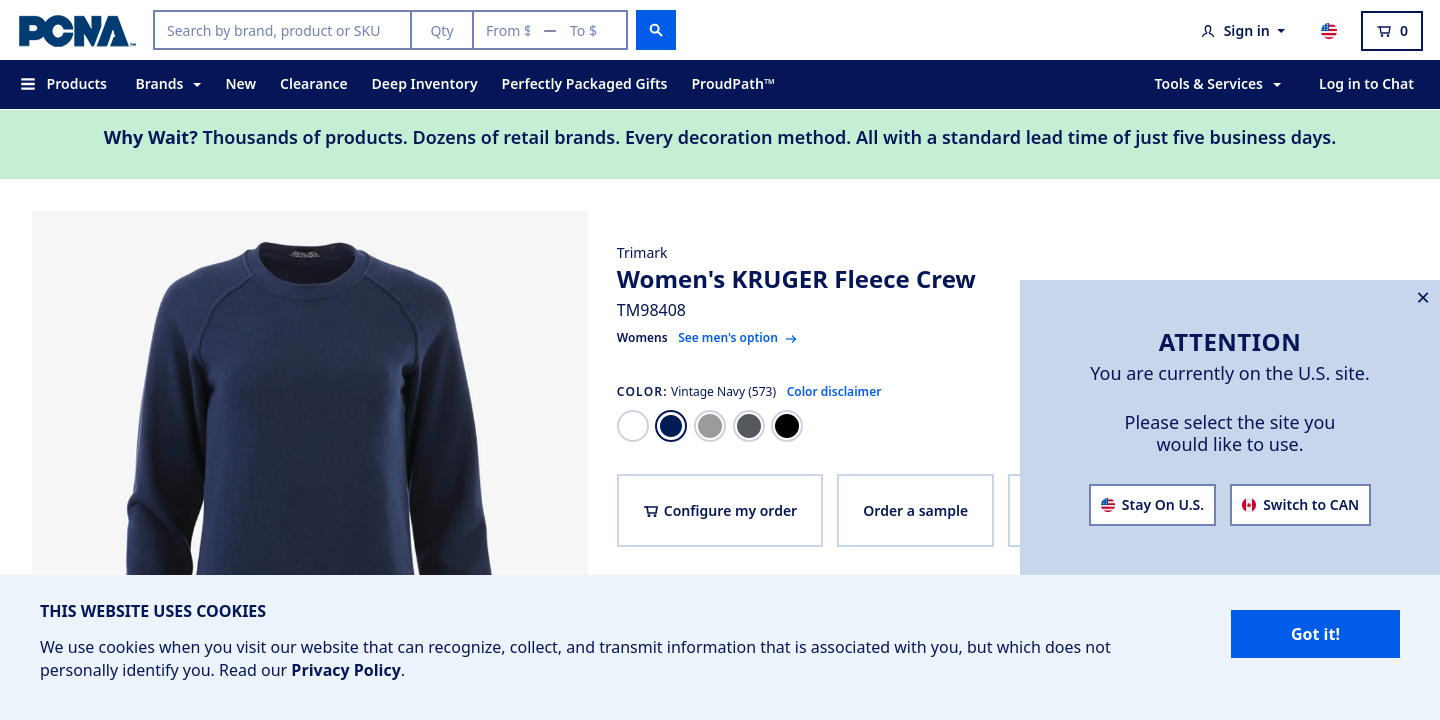 PCNA™
Search by brand, product or SKU
Qty
From $ — To $
Sign in
0
Products
Brands
New
Clearance
Deep Inventory
Perfectly Packaged Gifts
ProudPath™
Tools & Services
Log in to Chat
Why Wait? Thousands of products. Dozens of retail brands. Every decoration method. All with a standard lead time of just five business days.
Trimark
Women's KRUGER Fleece Crew
TM98408
Womens See men's option →
COLOR: Vintage Navy (573) Color disclaimer
Configure my order
Order a sample
ATTENTION
You are currently on the U.S. site.
Please select the site you
would like to use.
Stay On U.S.
Switch to CAN
THIS WEBSITE USES COOKIES
We use cookies when you visit our website that can recognize, collect, and transmit information that is associated with you, but which does not
personally identify you. Read our Privacy Policy.
Got it!